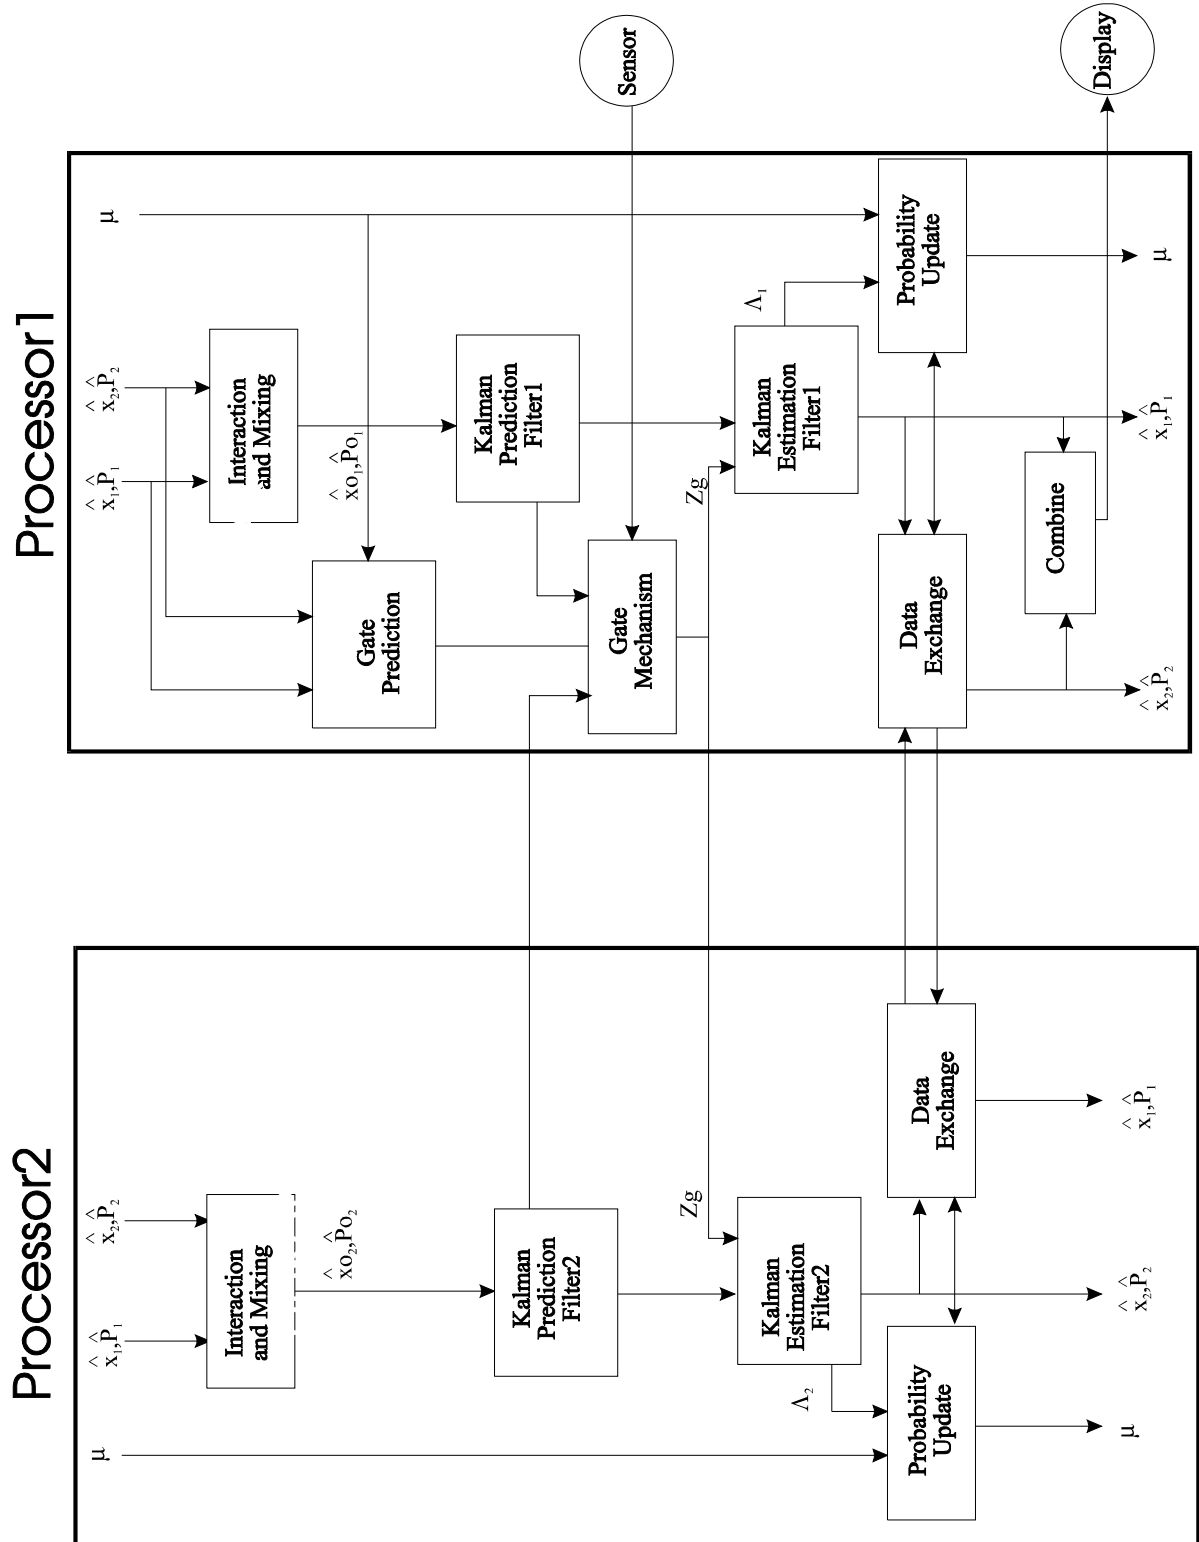 Processor1
μ
x̂₂,P̂₂
x̂₁,P̂₁
Interaction
and Mixing
x̂o₁,P̂o₁
Gate
Prediction
Kalman
Prediction
Filter1
Sensor
Gate
Mechanism
Zg
Kalman
Estimation
Filter1
Λ₁
Probability
Update
Data
Exchange
Combine
Display
μ
x̂₁,P̂₁
x̂₂,P̂₂
Processor2
x̂₂,P̂₂
x̂₁,P̂₁
μ
Interaction
and Mixing
x̂o₂,P̂o₂
Kalman
Prediction
Filter2
Zg
Kalman
Estimation
Filter2
Λ₂
Data
Exchange
Probability
Update
x̂₁,P̂₁
x̂₂,P̂₂
μ